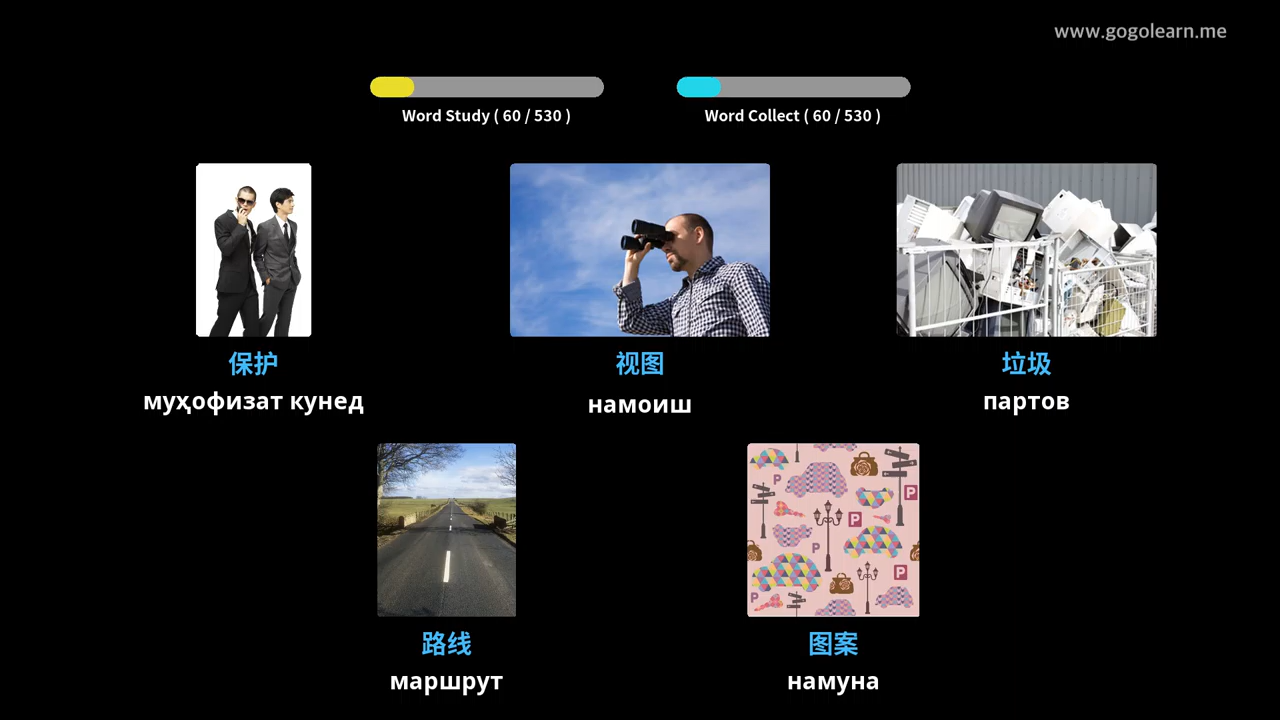 www.gogolearn.me
Word Study ( 60 / 530 )
Word Collect ( 60 / 530 )
保护
муҳофизат кунед
视图
намоиш
垃圾
партов
路线
маршрут
图案
намуна
P
P
P
P
P
P